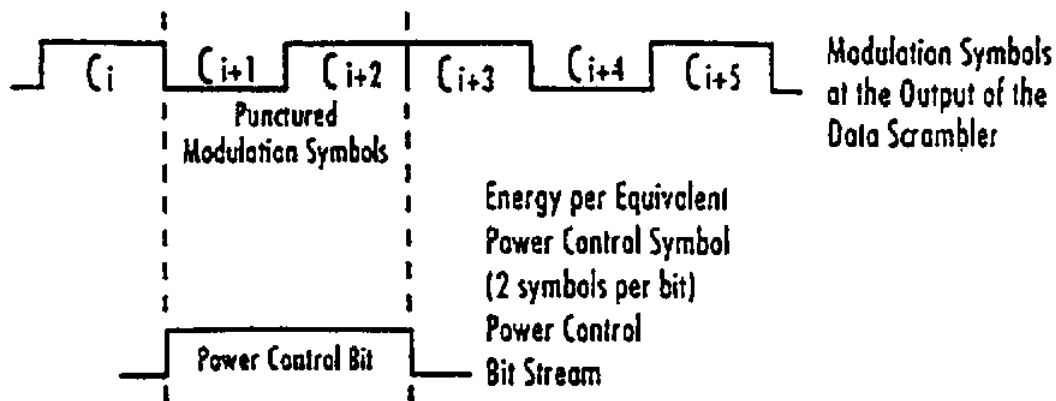 Ci Ci+1 Ci+2 Ci+3 Ci+4 Ci+5
Punctured
Modulation Symbols
Modulation Symbols
at the Output of the
Data Scrambler
Energy per Equivalent
Power Control Symbol
(2 symbols per bit)
Power Control
Bit Stream
Power Control Bit